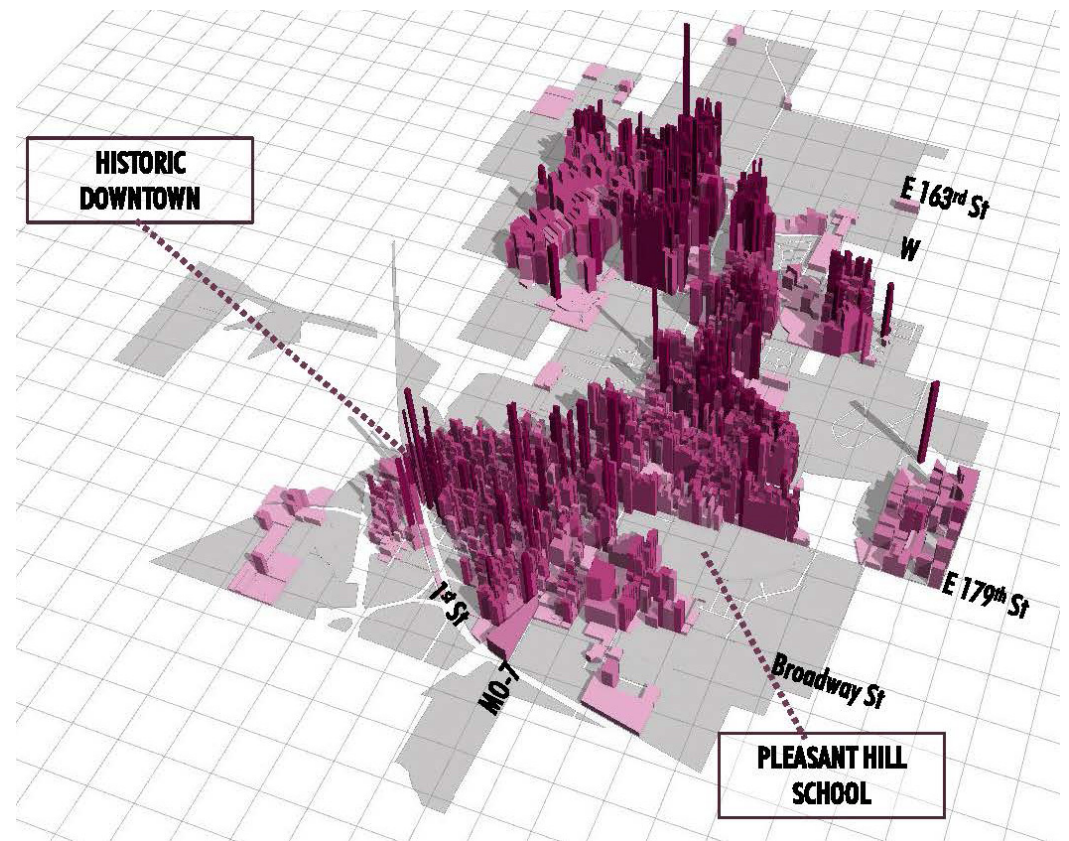 HISTORIC
DOWNTOWN
E 163rd St
W
1st St
E 179th St
MO-7
Broadway St
PLEASANT HILL
SCHOOL